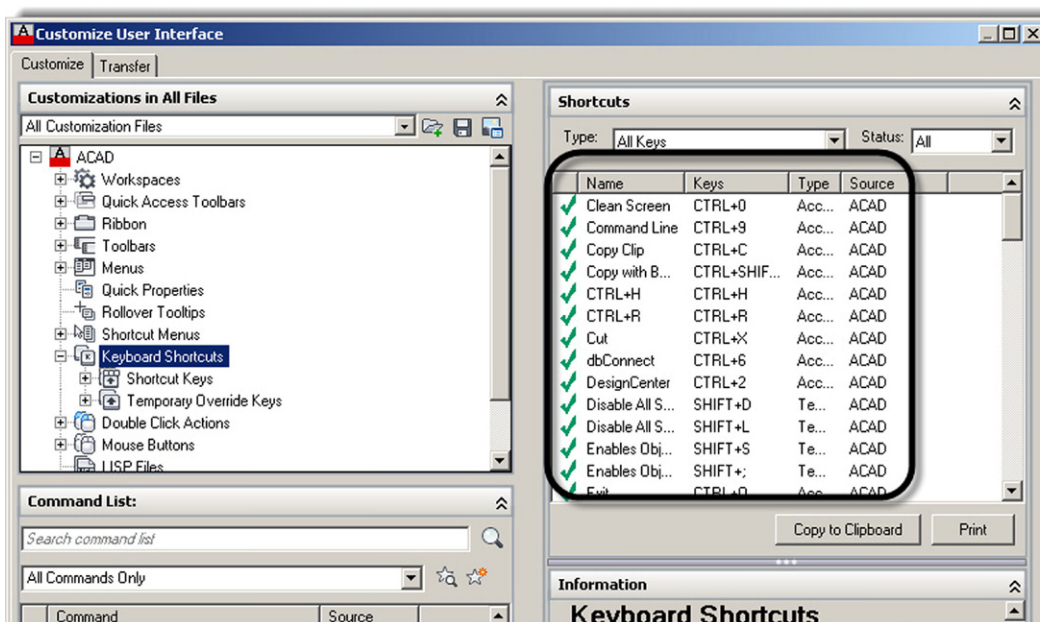 Customize User Interface
Customize Transfer
Customizations in All Files
All Customization Files
ACAD
Workspaces
Quick Access Toolbars
Ribbon
Toolbars
Menus
Quick Properties
Rollover Tooltips
Shortcut Menus
Keyboard Shortcuts
Shortcut Keys
Temporary Override Keys
Double Click Actions
Mouse Buttons
LISP Files
Command List:
Search command list
All Commands Only
Command Source
Shortcuts
Type: All Keys Status: All
Name Keys Type Source
Clean Screen CTRL+0 Acc... ACAD
Command Line CTRL+9 Acc... ACAD
Copy Clip CTRL+C Acc... ACAD
Copy with B... CTRL+SHIF... Acc... ACAD
CTRL+H CTRL+H Acc... ACAD
CTRL+R CTRL+R Acc... ACAD
Cut CTRL+X Acc... ACAD
dbConnect CTRL+6 Acc... ACAD
DesignCenter CTRL+2 Acc... ACAD
Disable All S... SHIFT+D Te... ACAD
Disable All S... SHIFT+L Te... ACAD
Enables Obj... SHIFT+S Te... ACAD
Enables Obj... SHIFT+; Te... ACAD
Exit CTRL+Q Acc... ACAD
Copy to Clipboard Print
Information
Keyboard Shortcuts